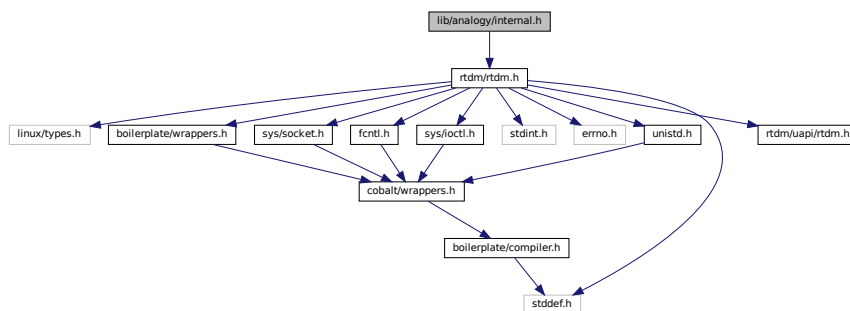 lib/analogy/internal.h
rtdm/rtdm.h
linux/types.h
boilerplate/wrappers.h
sys/socket.h
fcntl.h
sys/ioctl.h
stdint.h
errno.h
unistd.h
rtdm/uapi/rtdm.h
cobalt/wrappers.h
boilerplate/compiler.h
stddef.h